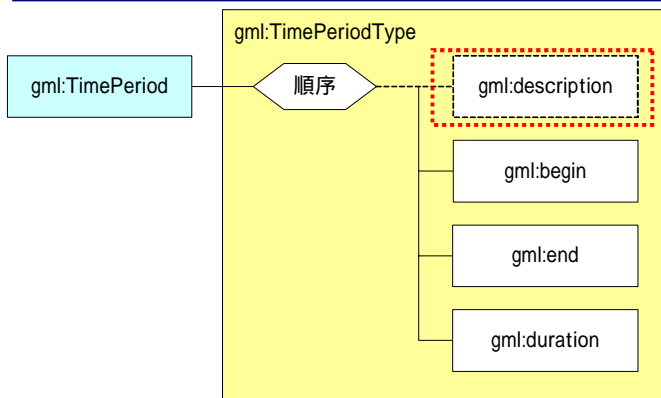 gml:TimePeriodType
gml:TimePeriod
順序
gml:description
gml:begin
gml:end
gml:duration